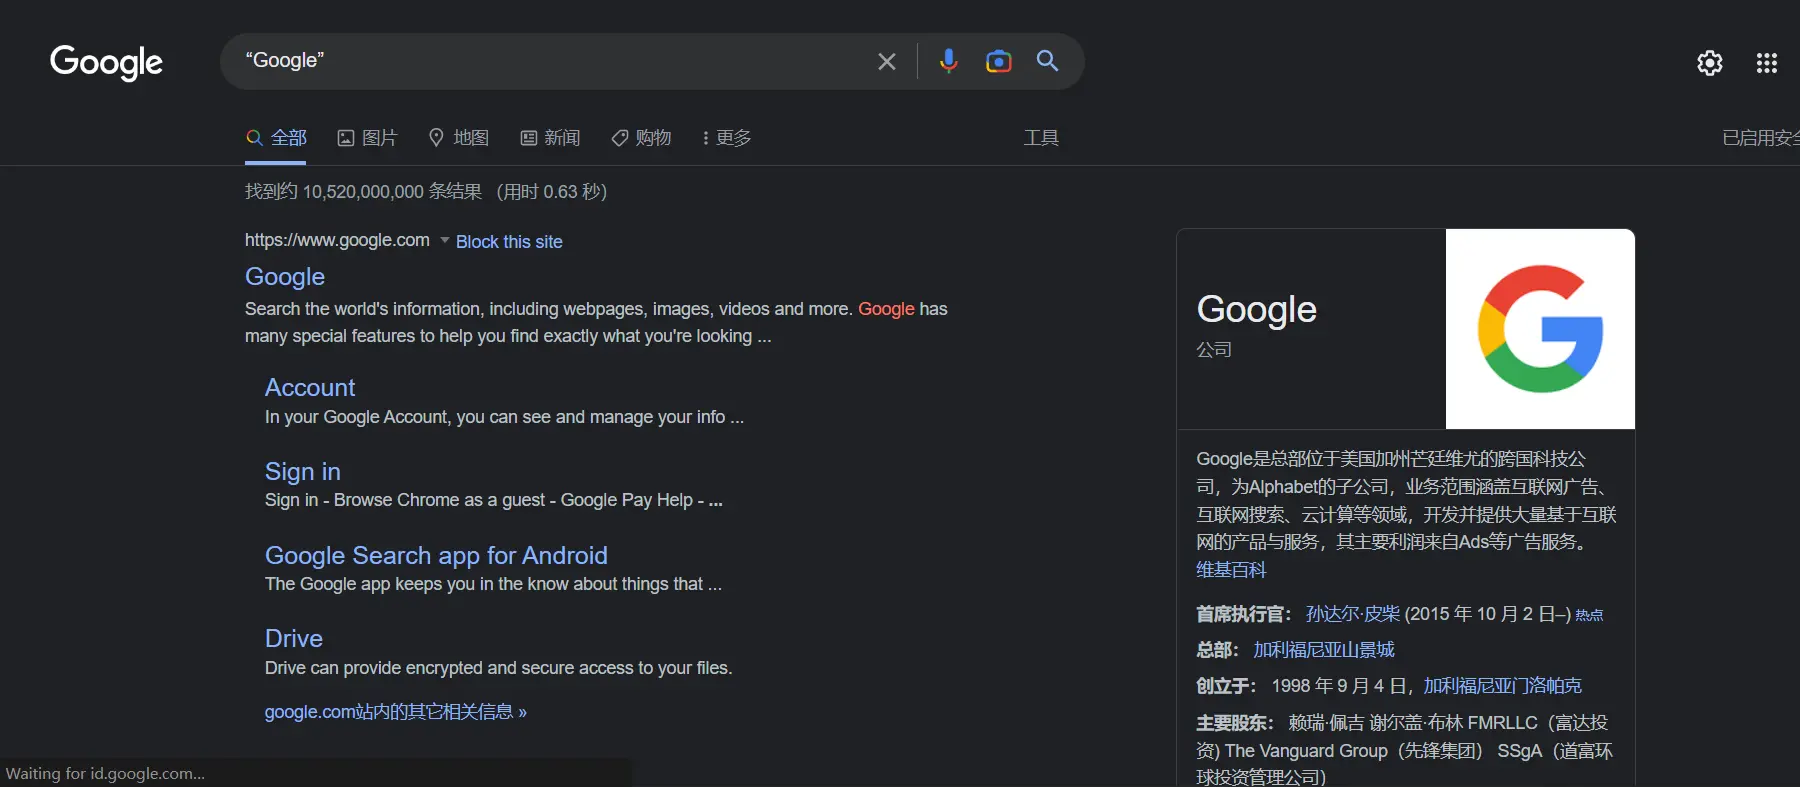 Google
“Google”
全部 图片 地图 新闻 购物 更多 工具 已启用安全
找到约 10,520,000,000 条结果 （用时 0.63 秒）
https://www.google.com Block this site
Google
Search the world's information, including webpages, images, videos and more. Google has
many special features to help you find exactly what you're looking ...
Account
In your Google Account, you can see and manage your info ...
Sign in
Sign in - Browse Chrome as a guest - Google Pay Help - ...
Google Search app for Android
The Google app keeps you in the know about things that ...
Drive
Drive can provide encrypted and secure access to your files.
google.com站内的其它相关信息 »
Waiting for id.google.com...
Google
公司
Google是总部位于美国加州芒廷维尤的跨国科技公
司，为Alphabet的子公司，业务范围涵盖互联网广告、
互联网搜索、云计算等领域，开发并提供大量基于互联
网的产品与服务，其主要利润来自Ads等广告服务。
维基百科
首席执行官： 孙达尔·皮柴 (2015 年 10 月 2 日–) 热点
总部： 加利福尼亚山景城
创立于： 1998 年 9 月 4 日，加利福尼亚门洛帕克
主要股东： 赖瑞·佩吉 谢尔盖·布林 FMRLLC（富达投
资) The Vanguard Group（先锋集团） SSgA（道富环
球投资管理公司）